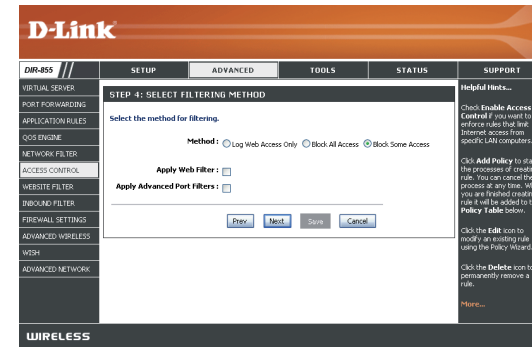 D-Link
DIR-855
SETUP
ADVANCED
TOOLS
STATUS
SUPPORT
VIRTUAL SERVER
PORT FORWARDING
APPLICATION RULES
QOS ENGINE
NETWORK FILTER
ACCESS CONTROL
WEBSITE FILTER
INBOUND FILTER
FIREWALL SETTINGS
ADVANCED WIRELESS
WISH
ADVANCED NETWORK
STEP 4: SELECT FILTERING METHOD
Select the method for filtering.
Method : Log Web Access Only Block All Access Block Some Access
Apply Web Filter :
Apply Advanced Port Filters :
Prev Next Save Cancel
Helpful Hints...
Check Enable Access
Control if you want to
enforce rules that limit
Internet access from
specific LAN computers.
Click Add Policy to sta
the processes of creatin
rule. You can cancel the
process at any time. Wh
you are finished creatin
rule it will be added to t
Policy Table below.
Click the Edit icon to
modify an existing rule
using the Policy Wizard.
Click the Delete icon to
permanently remove a
rule.
More...
WIRELESS